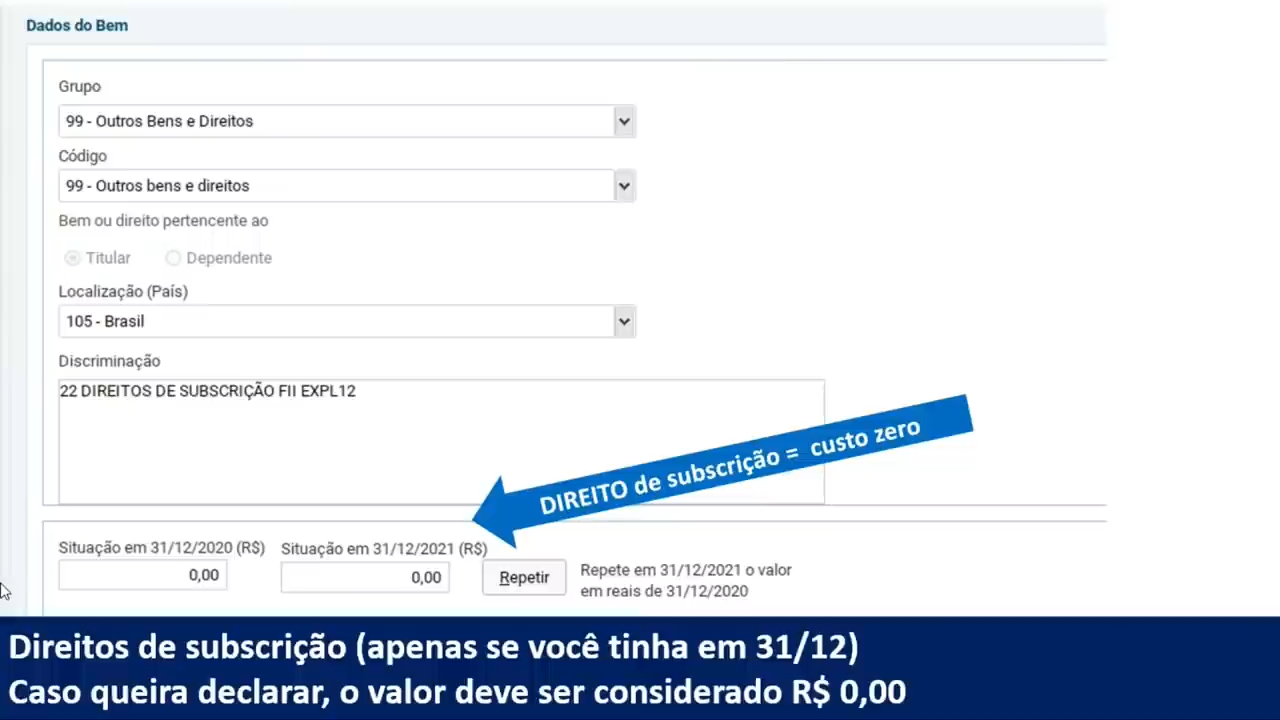 Dados do Bem
Grupo
99 - Outros Bens e Direitos
Código
99 - Outros bens e direitos
Bem ou direito pertencente ao
Titular Dependente
Localização (País)
105 - Brasil
Discriminação
22 DIREITOS DE SUBSCRIÇÃO FII EXPL12
DIREITO de subscrição = custo zero
Situação em 31/12/2020 (R$) Situação em 31/12/2021 (R$)
0,00 0,00 Repetir
Repete em 31/12/2021 o valor
em reais de 31/12/2020
Direitos de subscrição (apenas se você tinha em 31/12)
Caso queira declarar, o valor deve ser considerado R$ 0,00